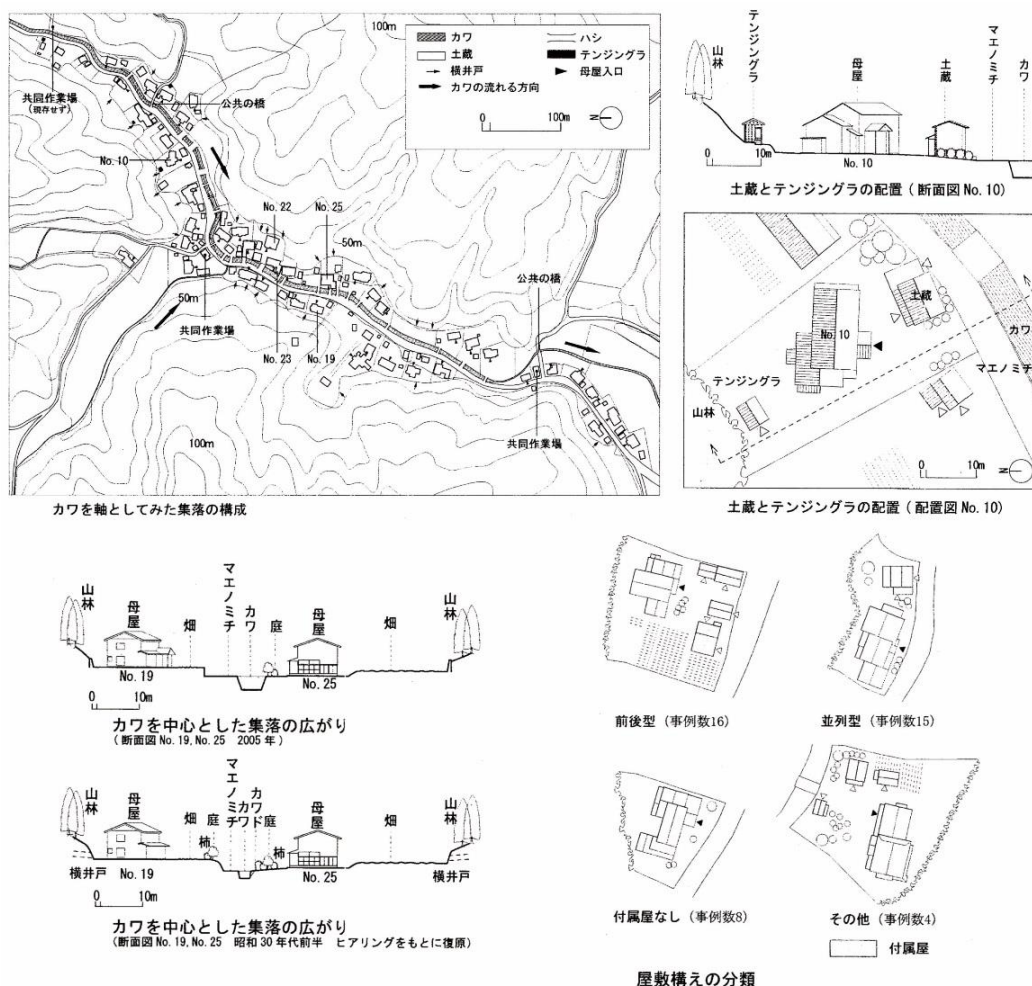 100m
カワ
土蔵
横井戸
カワの流れる方向
ハシ
テンジングラ
母屋入口
0 100m
N
共同作業場
(現存せず)
公共の橋
No.10
No.22
No.25
50m
公共の橋
50m
共同作業場
No.23
No.19
共同作業場
100m
カワを軸としてみた集落の構成
山林
テンジングラ
母屋
土蔵
マエノミチ
カワ
0 10m
No.10
土蔵とテンジングラの配置(断面図No.10)
土蔵
No.10
カワ
マエノミチ
テンジングラ
山林
0 10m
N
土蔵とテンジングラの配置(配置図No.10)
山林
母屋
畑
マエノミチ
カワ
庭
母屋
畑
山林
No.19
No.25
0 10m
カワを中心とした集落の広がり
(断面図No.19,No.25 2005年)
山林
母屋
畑
庭
柿
マエノミチ
カワ
カワド
庭
柿
母屋
畑
山林
横井戸
No.19
No.25
横井戸
0 10m
カワを中心とした集落の広がり
(断面図No.19,No.25 昭和30年代前半 ヒアリングをもとに復原)
前後型(事例数16)
並列型(事例数15)
付属屋なし(事例数8)
その他(事例数4)
付属屋
屋敷構えの分類